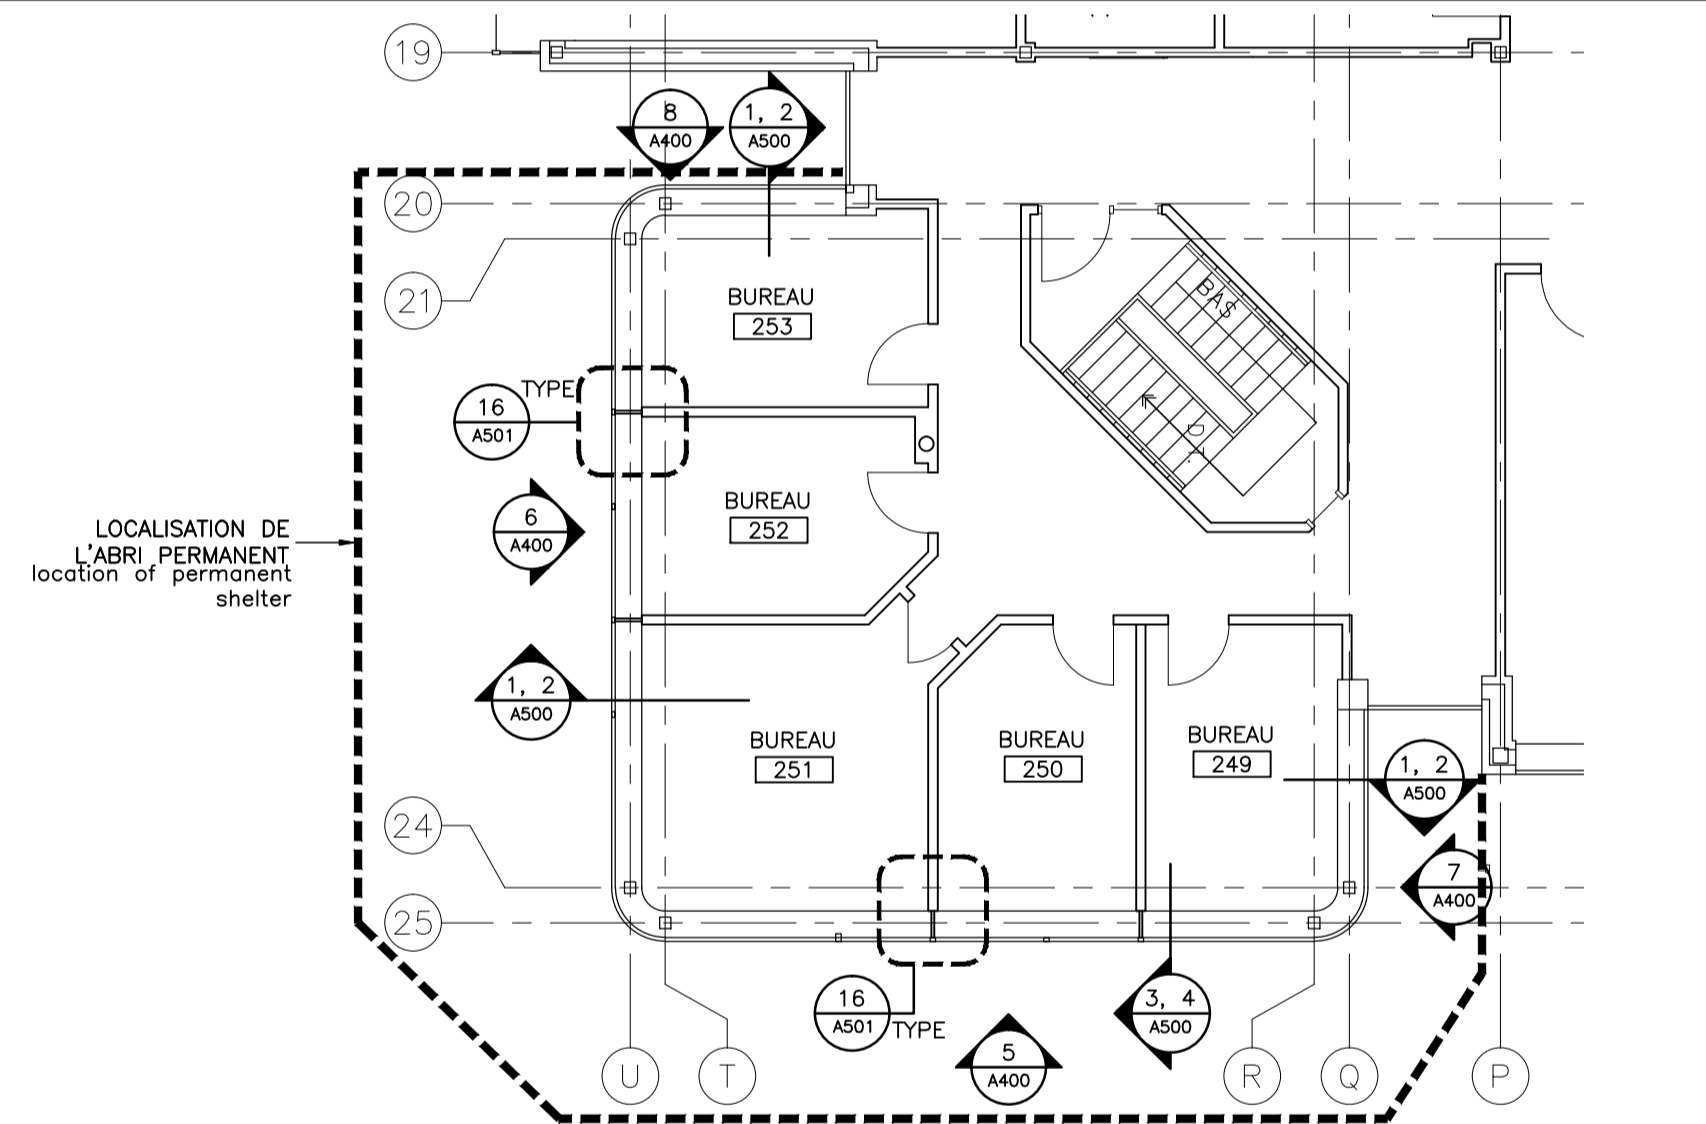 19
8
A400
1, 2
A500
20
21
BUREAU
253
BAS
TYPE
16
A501
BUREAU
252
6
A400
LOCALISATION DE
L'ABRI PERMANENT
location of permanent
shelter
1, 2
A500
BUREAU
251
BUREAU
250
BUREAU
249
1, 2
A500
24
7
A400
25
16
A501
TYPE
3, 4
A500
5
A400
U
T
R
Q
P